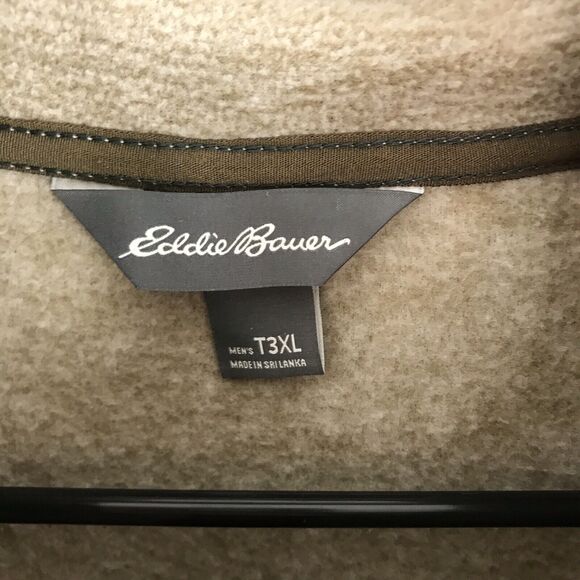 Eddie Bauer
MEN'S T3XL
MADE IN SRI LANKA